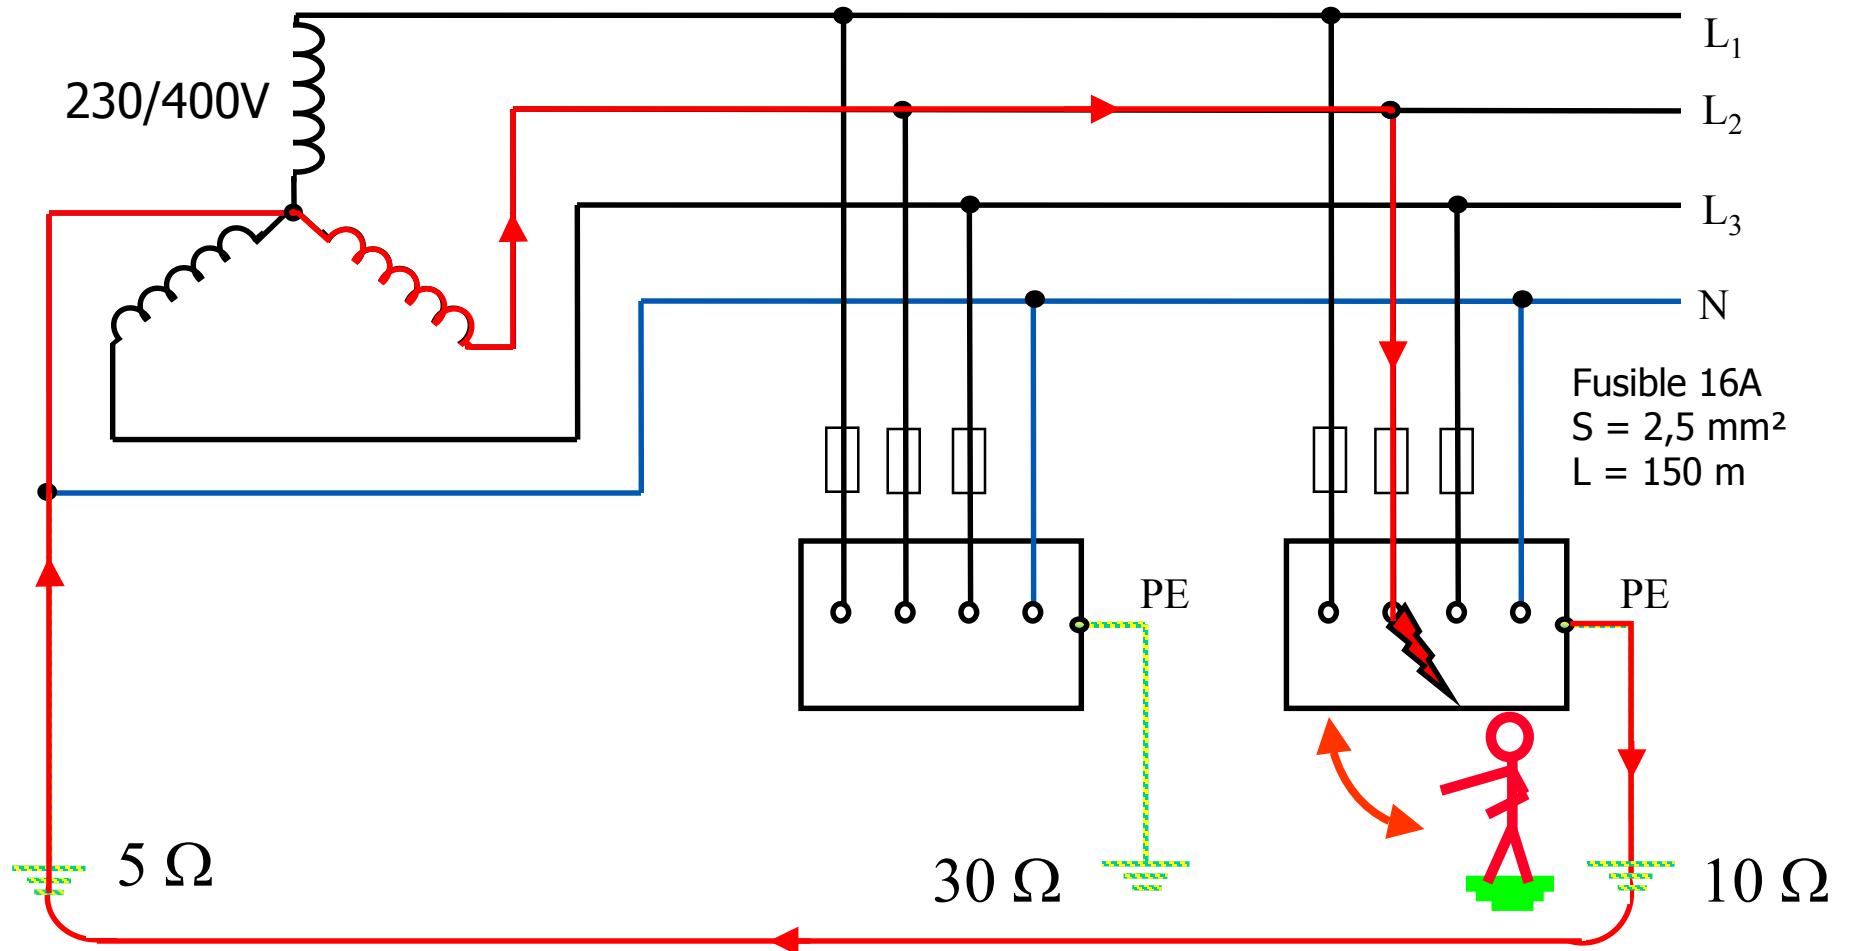 L₁
230/400V
L₂
L₃
N
Fusible 16A
S = 2,5 mm²
L = 150 m
PE
PE
5 Ω
30 Ω
10 Ω